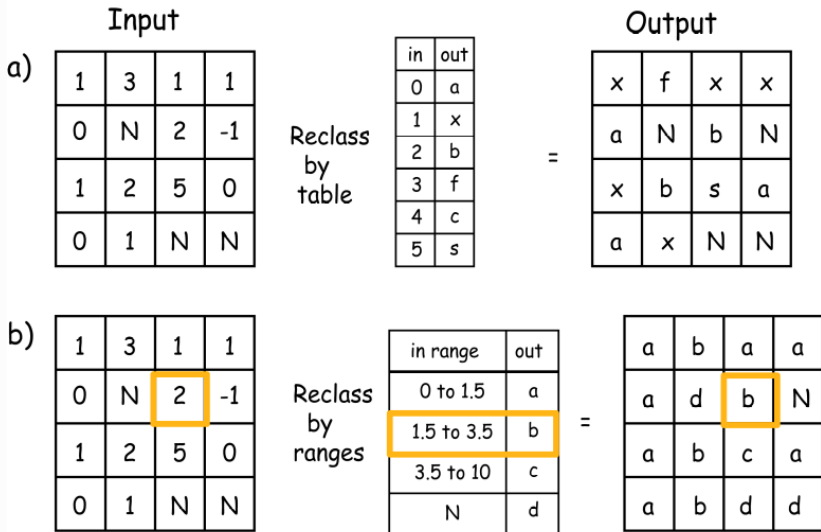 Input
Output
a)
1 3 1 1
0 N 2 -1
1 2 5 0
0 1 N N
Reclass
by
table
in out
0 a
1 x
2 b
3 f
4 c
5 s
=
x f x x
a N b N
x b s a
a x N N
b)
1 3 1 1
0 N 2 -1
1 2 5 0
0 1 N N
Reclass
by
ranges
in range out
0 to 1.5 a
1.5 to 3.5 b
3.5 to 10 c
N d
=
a b a a
a d b N
a b c a
a b d d